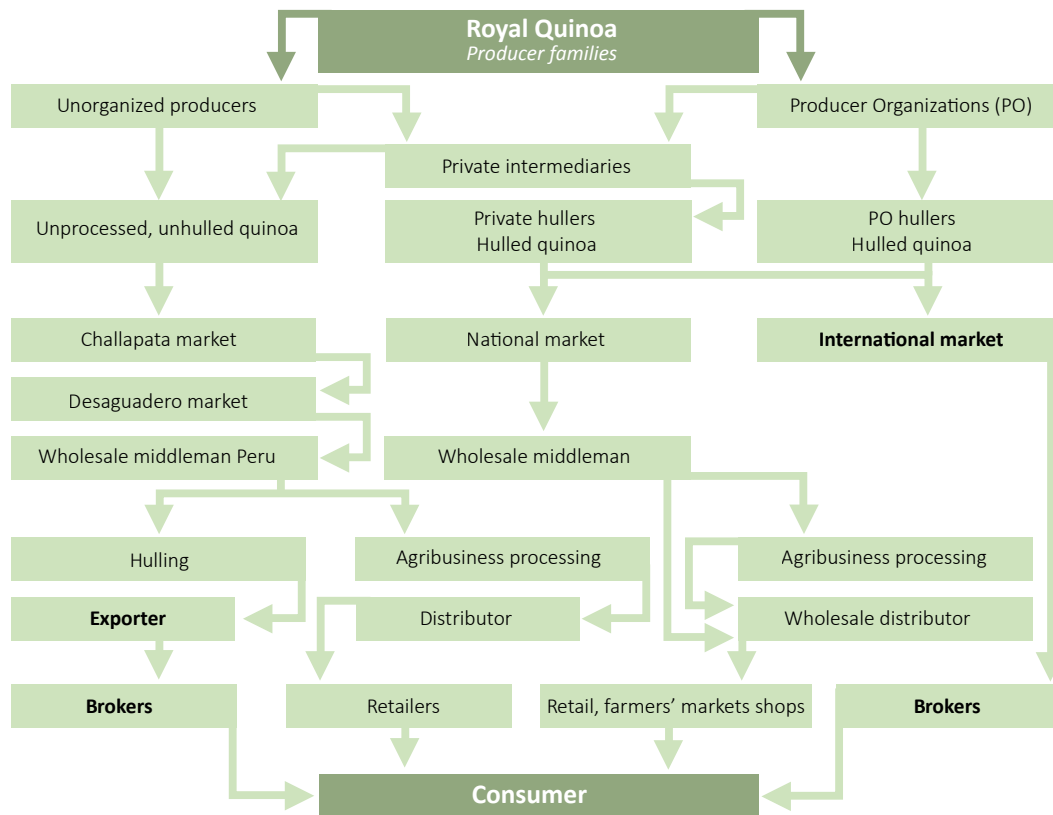 Royal Quinoa
Producer families
Unorganized producers
Producer Organizations (PO)
Private intermediaries
Unprocessed, unhulled quinoa
Private hullers
Hulled quinoa
PO hullers
Hulled quinoa
Challapata market
National market
International market
Desaguadero market
Wholesale middleman Peru
Wholesale middleman
Hulling
Agribusiness processing
Agribusiness processing
Exporter
Distributor
Wholesale distributor
Brokers
Retailers
Retail, farmers’ markets shops
Brokers
Consumer